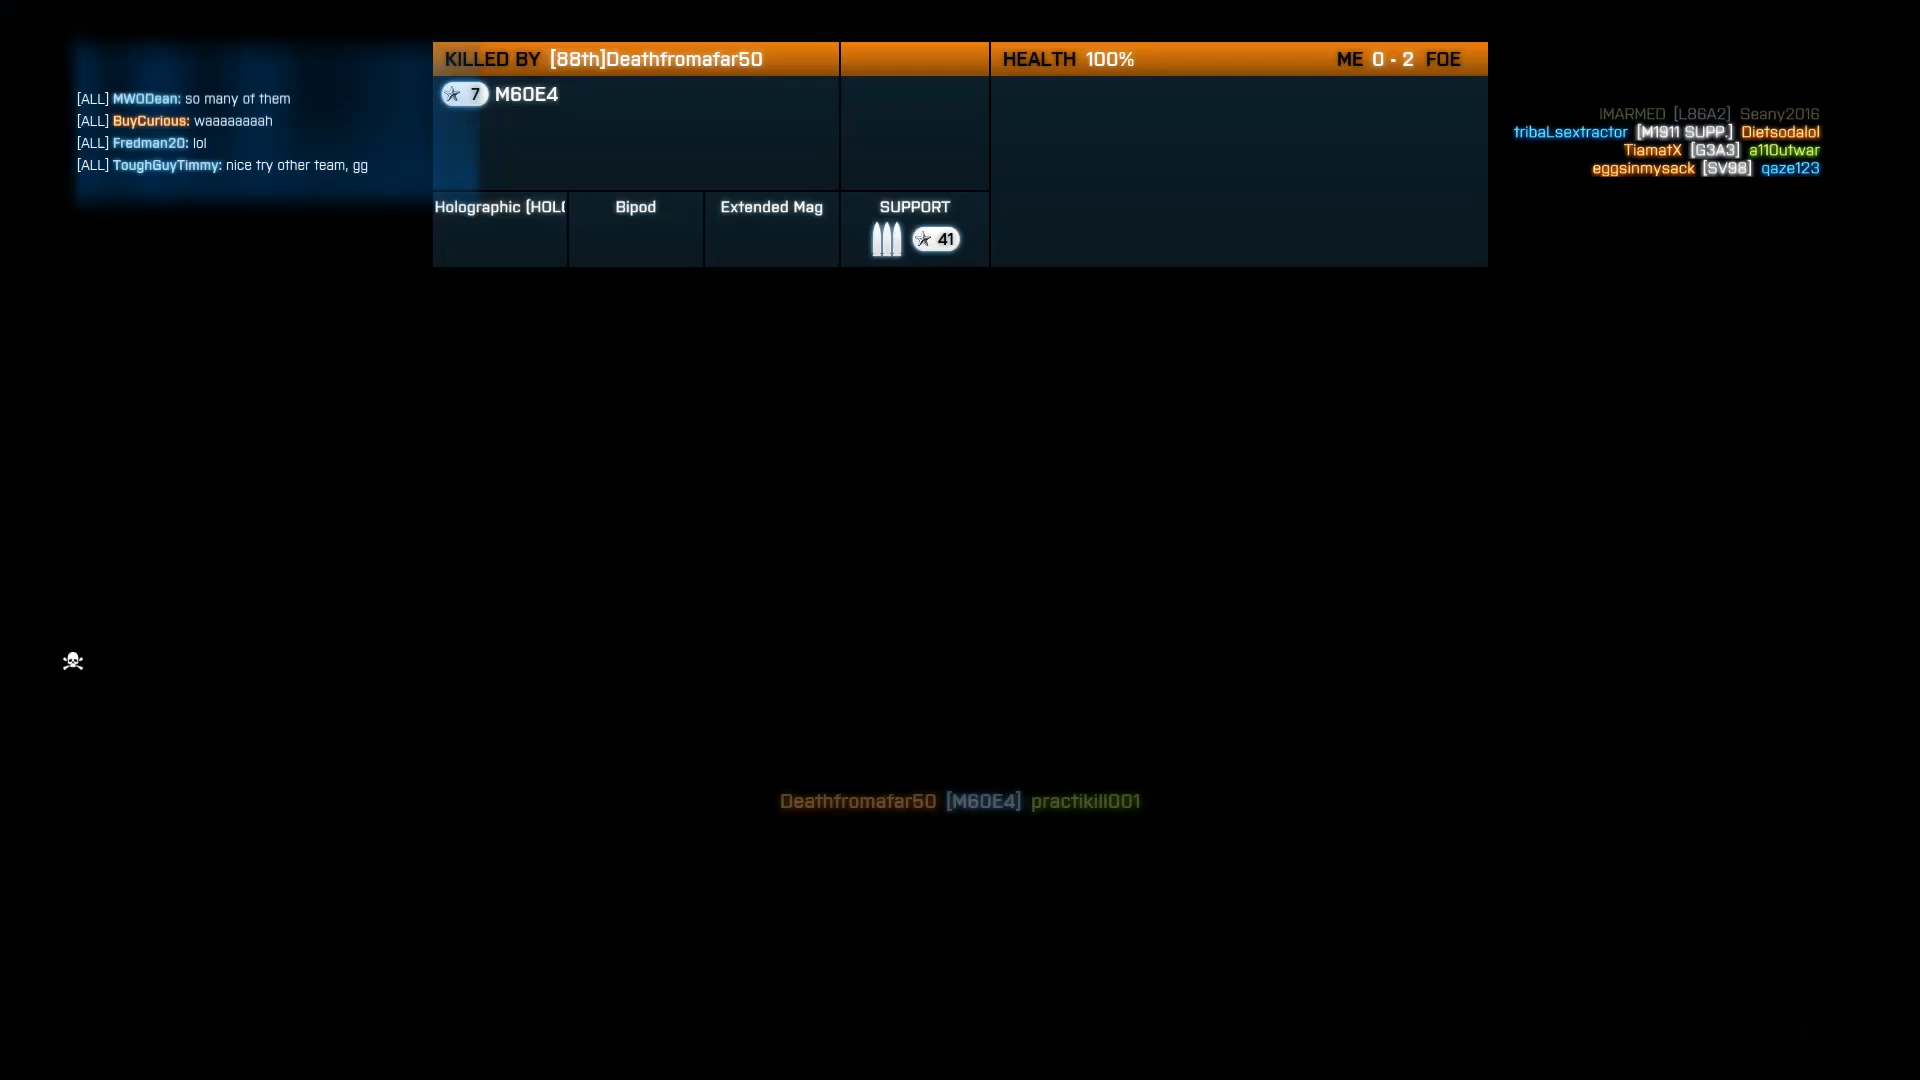 KILLED BY [88th]Deathfromafar50
HEALTH 100%
ME 0 - 2 FOE
7 M60E4
Holographic (HOLO
Bipod
Extended Mag
SUPPORT
41
[ALL] MWODean: so many of them
[ALL] BuyCurious: waaaaaaaah
[ALL] Fredman20: lol
[ALL] ToughGuyTimmy: nice try other team, gg
IMARMED [L86A2] Seany2016
tribaLsextractor [M1911 SUPP.] Dietsodalol
TiamatX [G3A3] a110utwar
eggsinmysack [SV98] qaze123
Deathfromafar50 [M60E4] practikill001